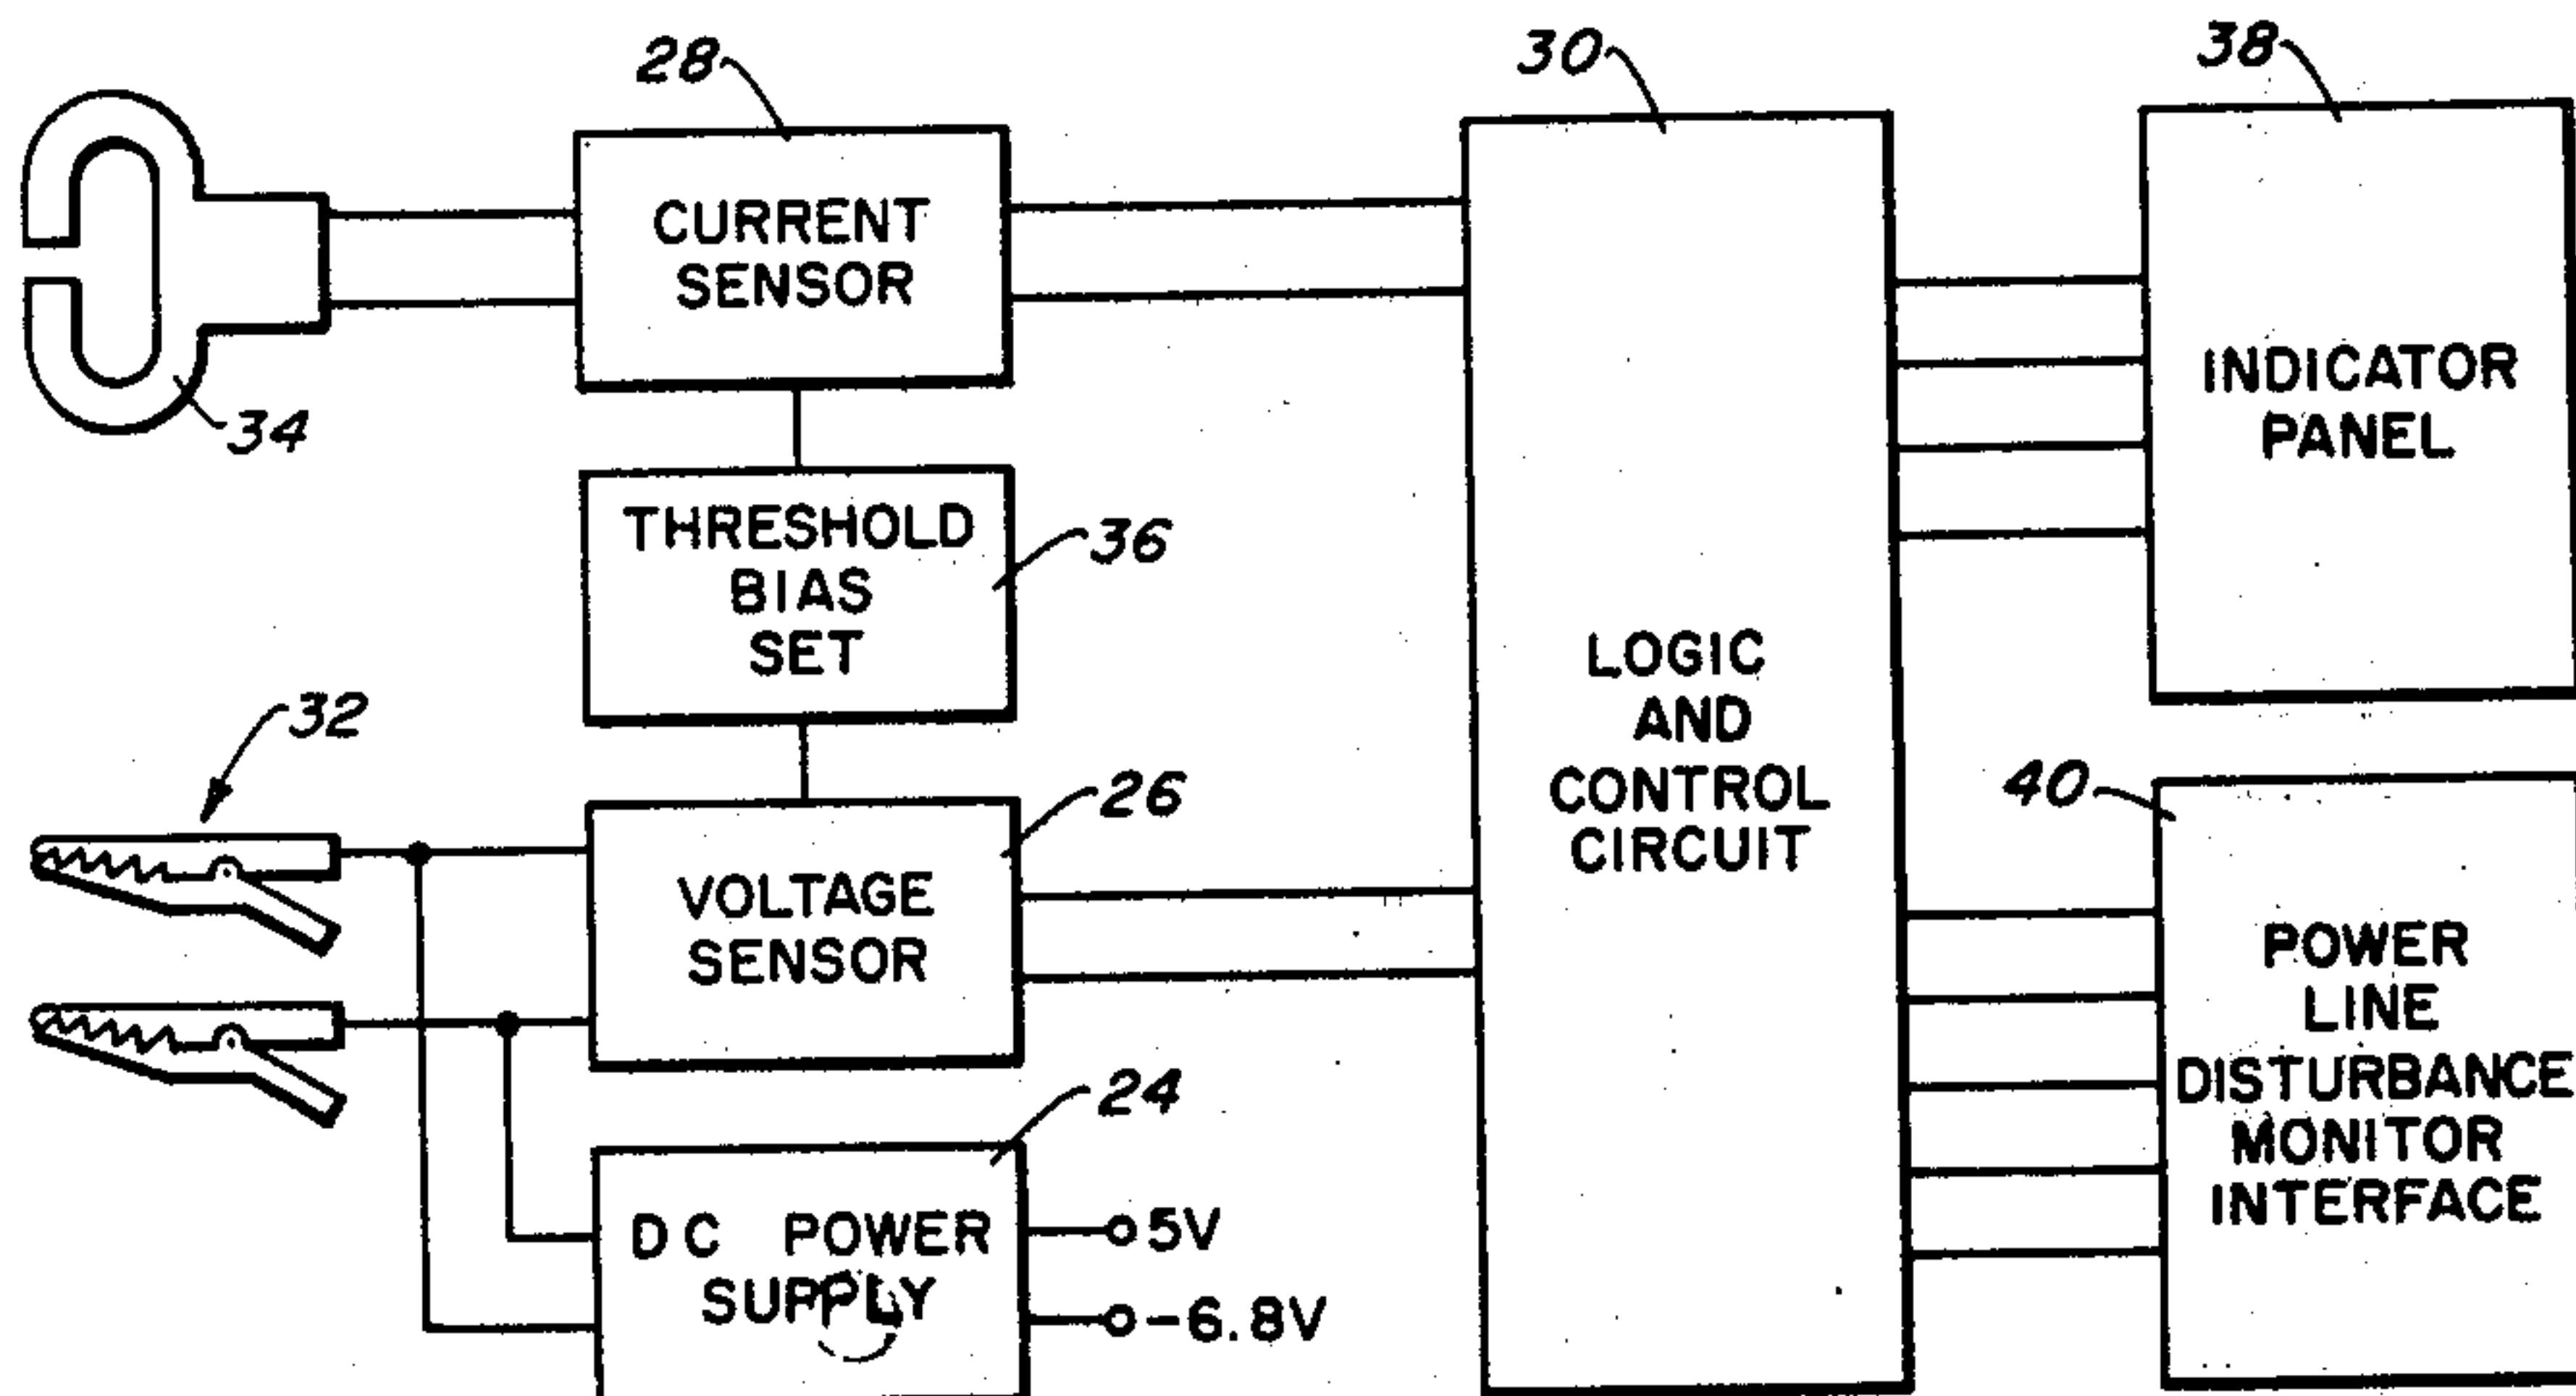 28
30
38
CURRENT
SENSOR
34
INDICATOR
PANEL
THRESHOLD
BIAS
SET
36
LOGIC
AND
CONTROL
CIRCUIT
32
26
40
VOLTAGE
SENSOR
POWER
LINE
DISTURBANCE
MONITOR
INTERFACE
24
DC POWER
SUPPLY
5V
-6.8V